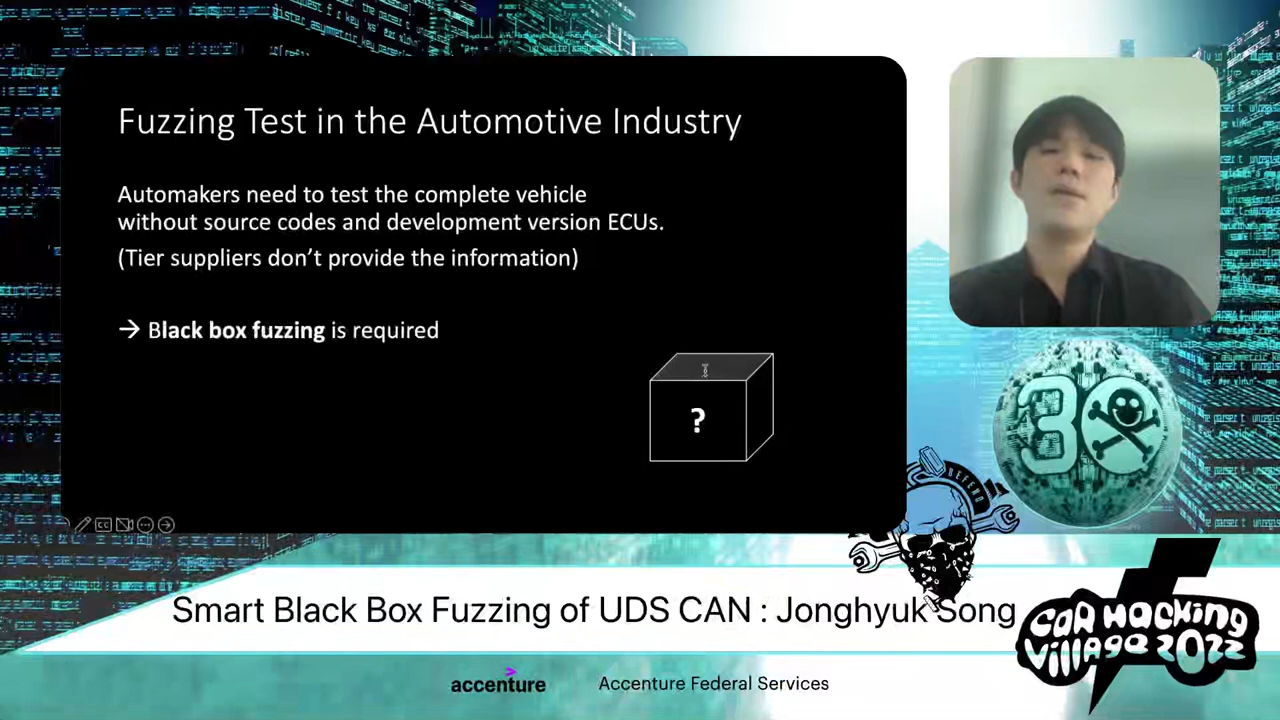 Fuzzing Test in the Automotive Industry
Automakers need to test the complete vehicle
without source codes and development version ECUs.
(Tier suppliers don’t provide the information)
→ Black box fuzzing is required
?
30
DEFEND
Smart Black Box Fuzzing of UDS CAN : Jonghyuk Song
CAR HACKING
VILLAGE 2022
accenture
Accenture Federal Services